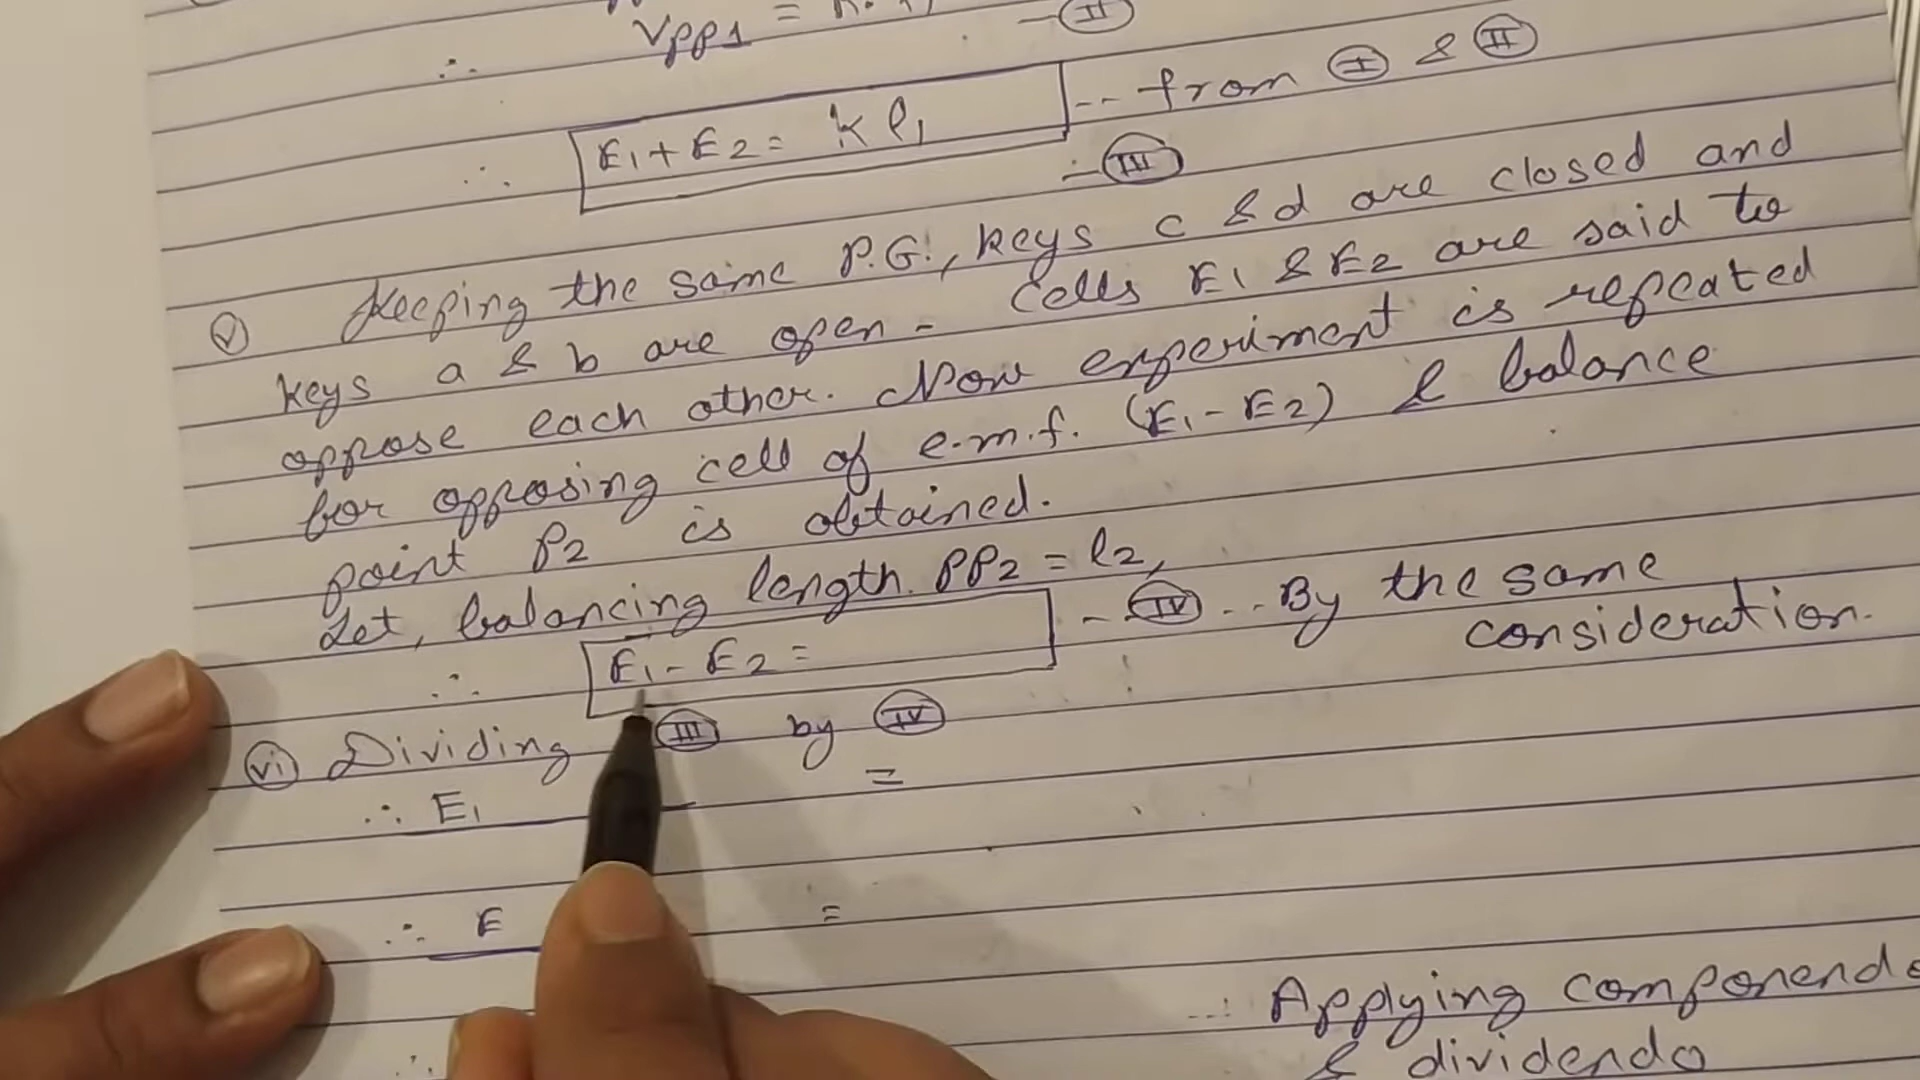 ∴ VPP1 = K. - II
∴ E1 + E2 = Kl1 -- from I & II
- III
v Keeping the same P.G., keys c & d are closed and
keys a & b are open - Cells E1 & E2 are said to
oppose each other. Now experiment is repeated
for opposing cell of e.m.f. (E1 - E2) & balance
point P2 is obtained.
Let, balancing length PP2 = l2,
∴ E1 - E2 = -- IV -- By the same
consideration.
vi Dividing III by IV
∴ E1 =
∴ E =
Applying componendo
∴ & dividendo